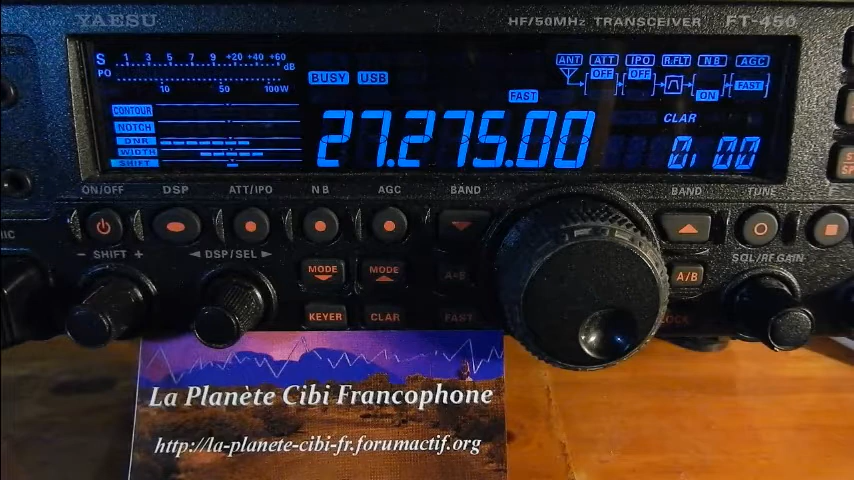 YAESU HF/50MHz TRANSCEIVER FT-450
S 1 3 5 7 9 +20 +40 +60 dB
PO 10 50 100W
BUSY USB
ANT ATT IPO R.FLT NB AGC
OFF OFF ON FAST
FAST
CLAR
CONTOUR
NOTCH
DNR
WIDTH
SHIFT
27.275.00
0.00
ON/OFF DSP ATT/IPO NB AGC BAND BAND TUNE
- SHIFT + DSP/SEL SQL/RF GAIN
MODE MODE A=B A/B
KEYER CLAR FAST LOCK
La Planète Cibi Francophone
http://la-planete-cibi-fr.forumactif.org